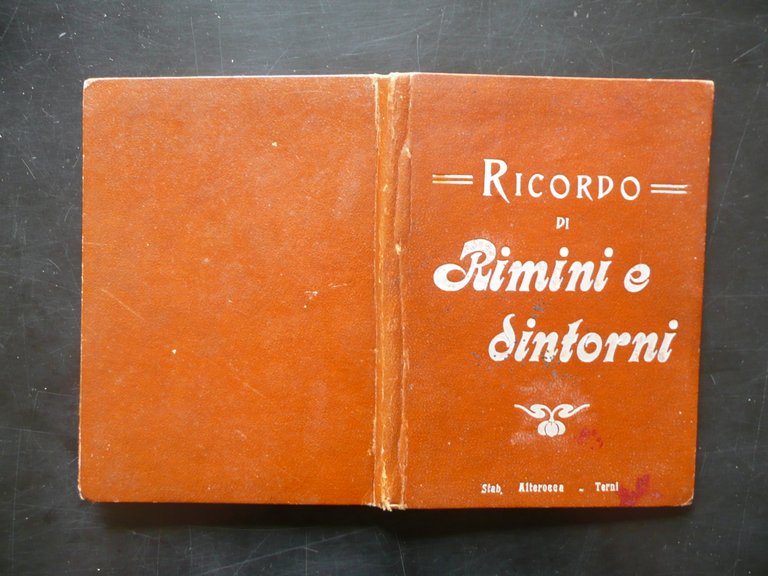 RICORDO
DI
Rimini e
dintorni
Stab. Alterocca - Terni